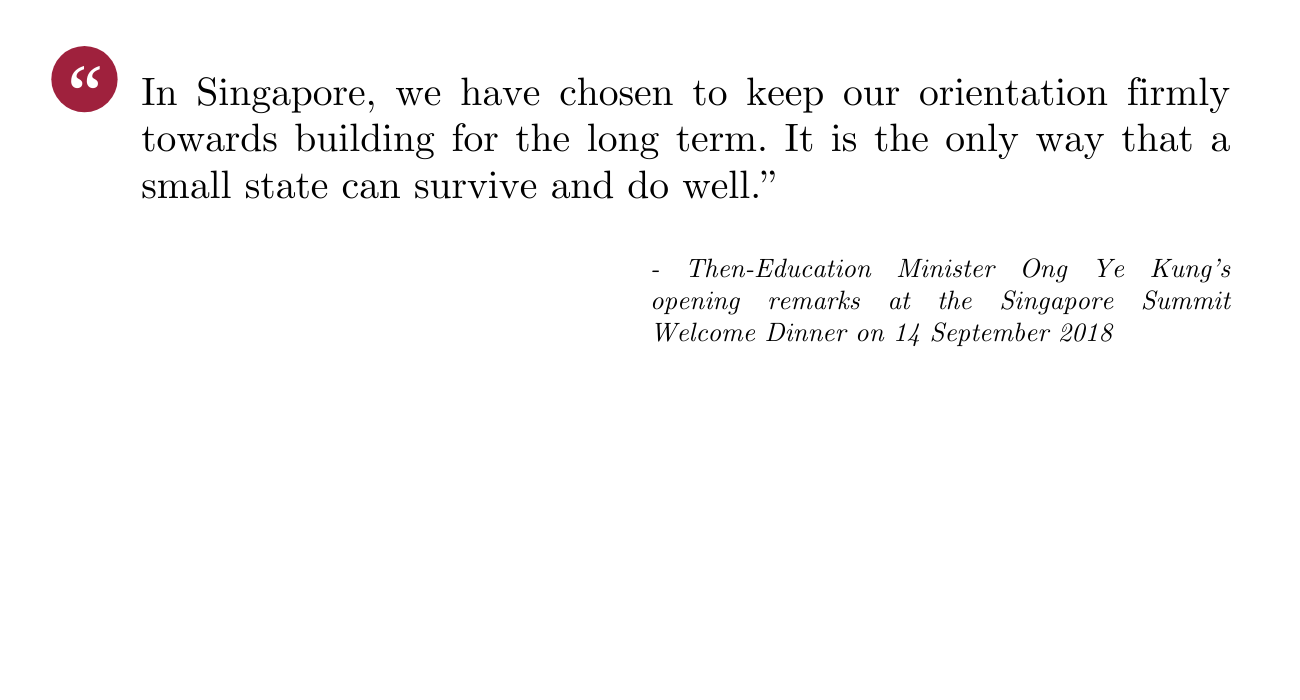 “ In Singapore, we have chosen to keep our orientation firmly
towards building for the long term. It is the only way that a
small state can survive and do well.”
- Then-Education Minister Ong Ye Kung’s
opening remarks at the Singapore Summit
Welcome Dinner on 14 September 2018